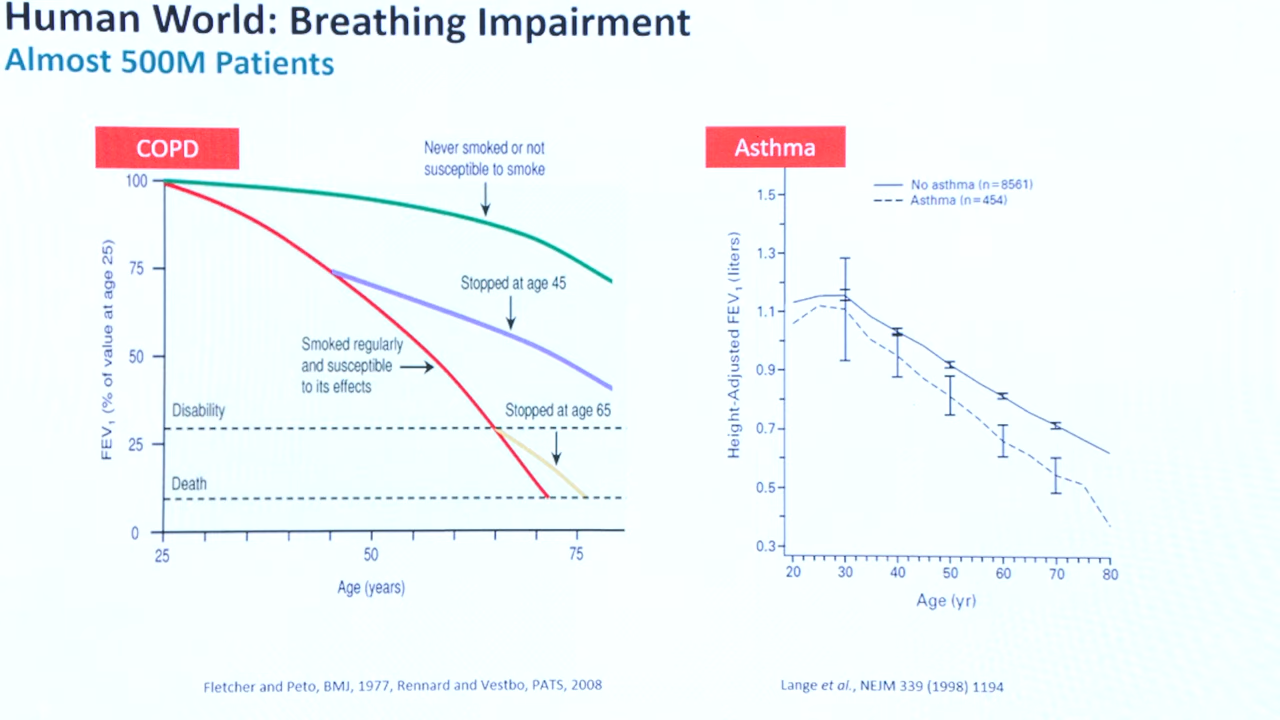 Human World: Breathing Impairment
Almost 500M Patients
COPD
Never smoked or not
susceptible to smoke
100
75
50
25
0
FEV₁ (% of value at age 25)
Stopped at age 45
Smoked regularly
and susceptible
to its effects
Stopped at age 65
Disability
Death
25
50
75
Age (years)
Fletcher and Peto, BMJ, 1977, Rennard and Vestbo, PATS, 2008
Asthma
No asthma (n=8561)
Asthma (n=454)
1.5
1.3
1.1
0.9
0.7
0.5
0.3
Height-Adjusted FEV₁ (liters)
20
30
40
50
60
70
80
Age (yr)
Lange et al., NEJM 339 (1998) 1194